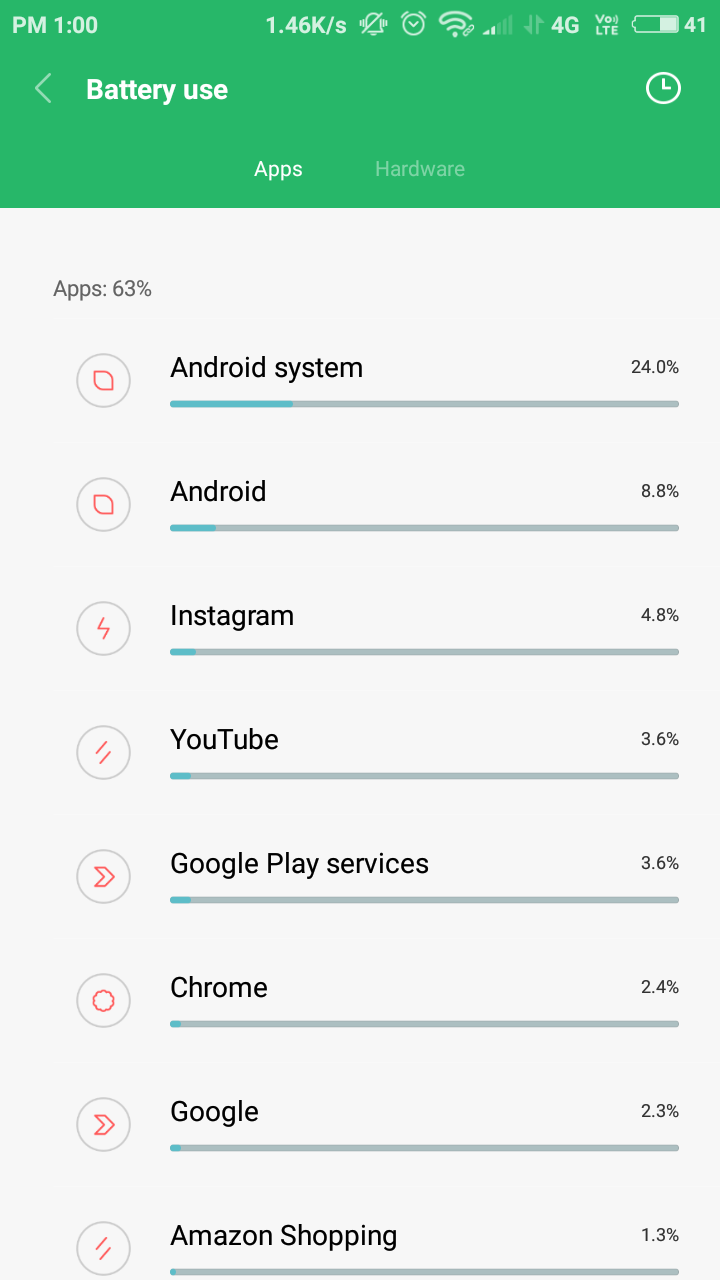 PM 1:00 1.46K/s 4G Vo)) LTE 41
Battery use
Apps Hardware
Apps: 63%
Android system 24.0%
Android 8.8%
Instagram 4.8%
YouTube 3.6%
Google Play services 3.6%
Chrome 2.4%
Google 2.3%
Amazon Shopping 1.3%